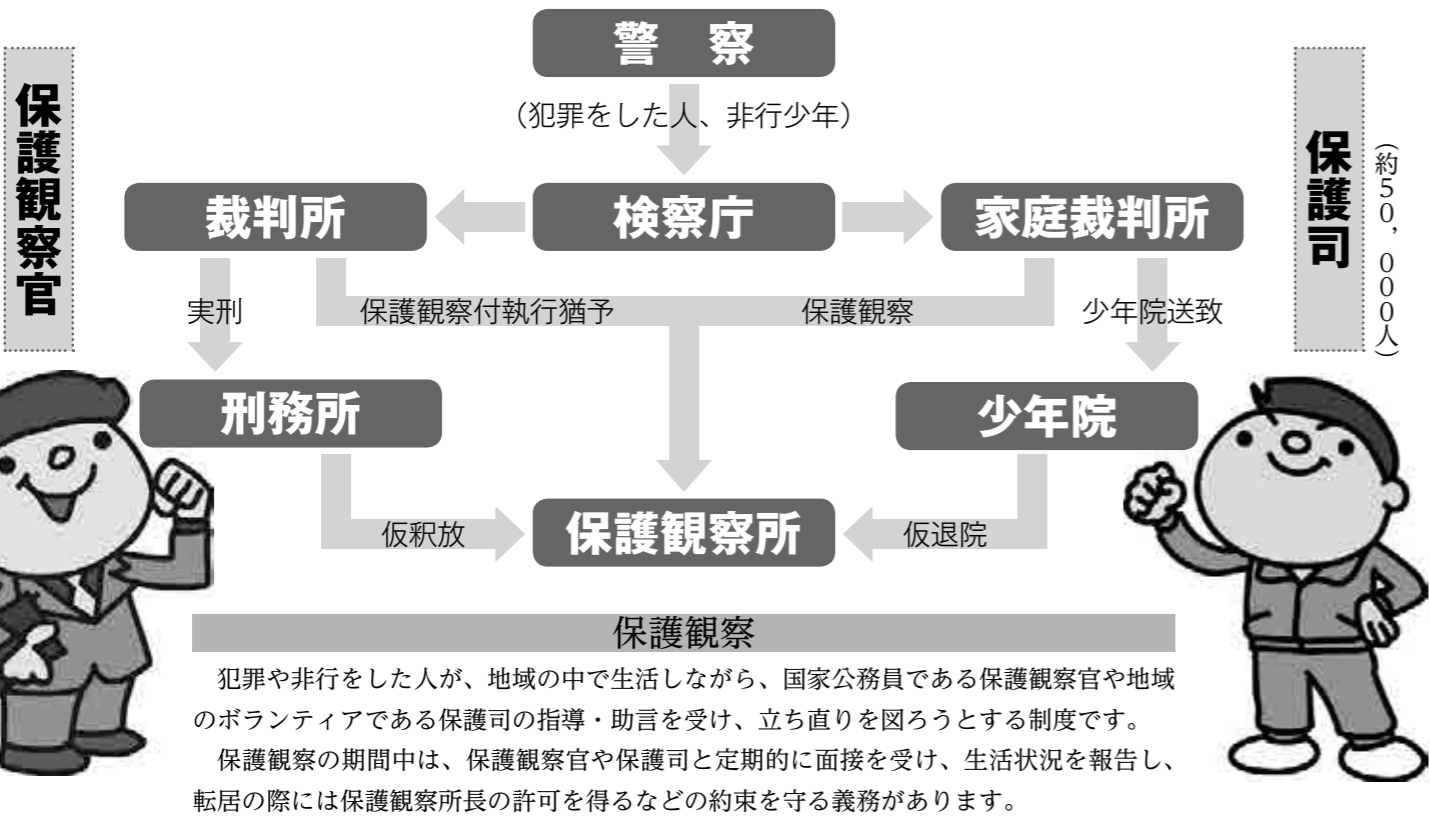 警 察
(犯罪をした人、非行少年)
保護観察官
保護司
(約50,000人)
裁判所
検察庁
家庭裁判所
実刑
保護観察付執行猶予
保護観察
少年院送致
刑務所
少年院
仮釈放
保護観察所
仮退院
保護観察
犯罪や非行をした人が、地域の中で生活しながら、国家公務員である保護観察官や地域
のボランティアである保護司の指導・助言を受け、立ち直りを図ろうとする制度です。
保護観察の期間中は、保護観察官や保護司と定期的に面接を受け、生活状況を報告し、
転居の際には保護観察所長の許可を得るなどの約束を守る義務があります。